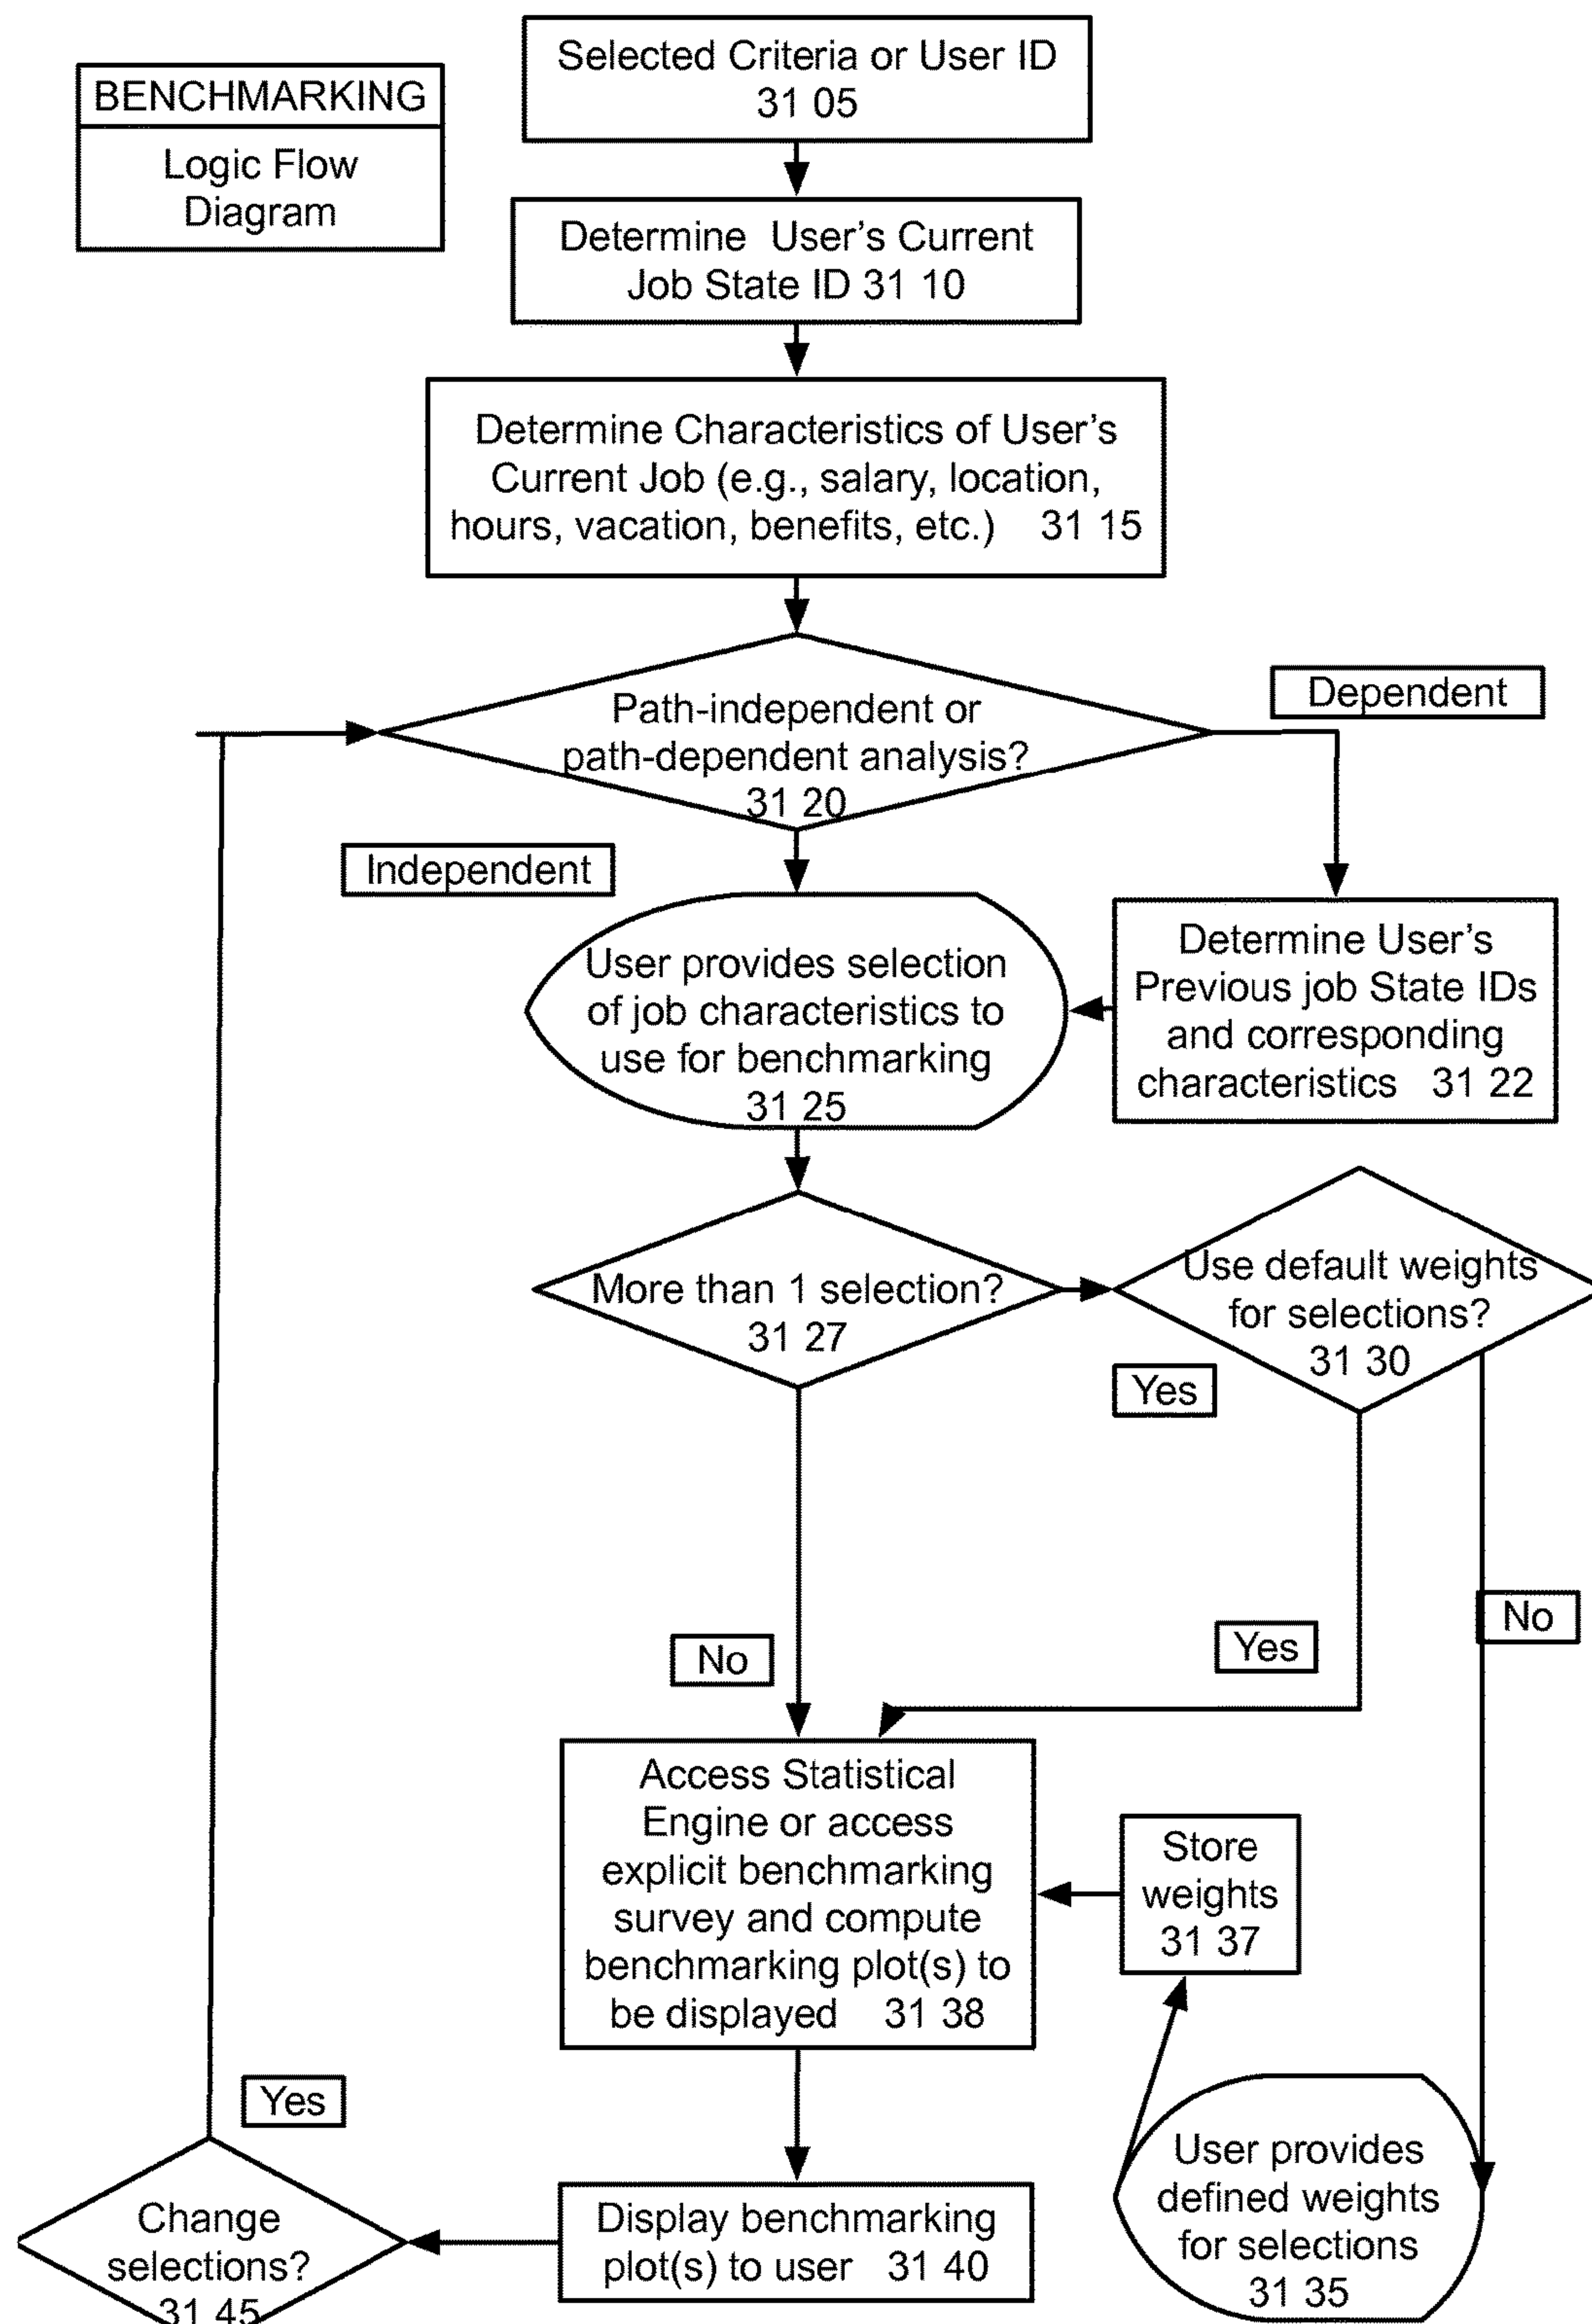 BENCHMARKING
Logic Flow
Diagram
Selected Criteria or User ID
31 05
Determine User's Current
Job State ID 31 10
Determine Characteristics of User's
Current Job (e.g., salary, location,
hours, vacation, benefits, etc.) 31 15
Path-independent or
path-dependent analysis?
31 20
Dependent
Independent
User provides selection
of job characteristics to
use for benchmarking
31 25
Determine User's
Previous job State IDs
and corresponding
characteristics 31 22
More than 1 selection?
31 27
Use default weights
for selections?
31 30
Yes
No
Yes
No
Access Statistical
Engine or access
explicit benchmarking
survey and compute
benchmarking plot(s) to
be displayed 31 38
Store
weights
31 37
Yes
User provides
defined weights
for selections
31 35
Display benchmarking
plot(s) to user 31 40
Change
selections?
31 45